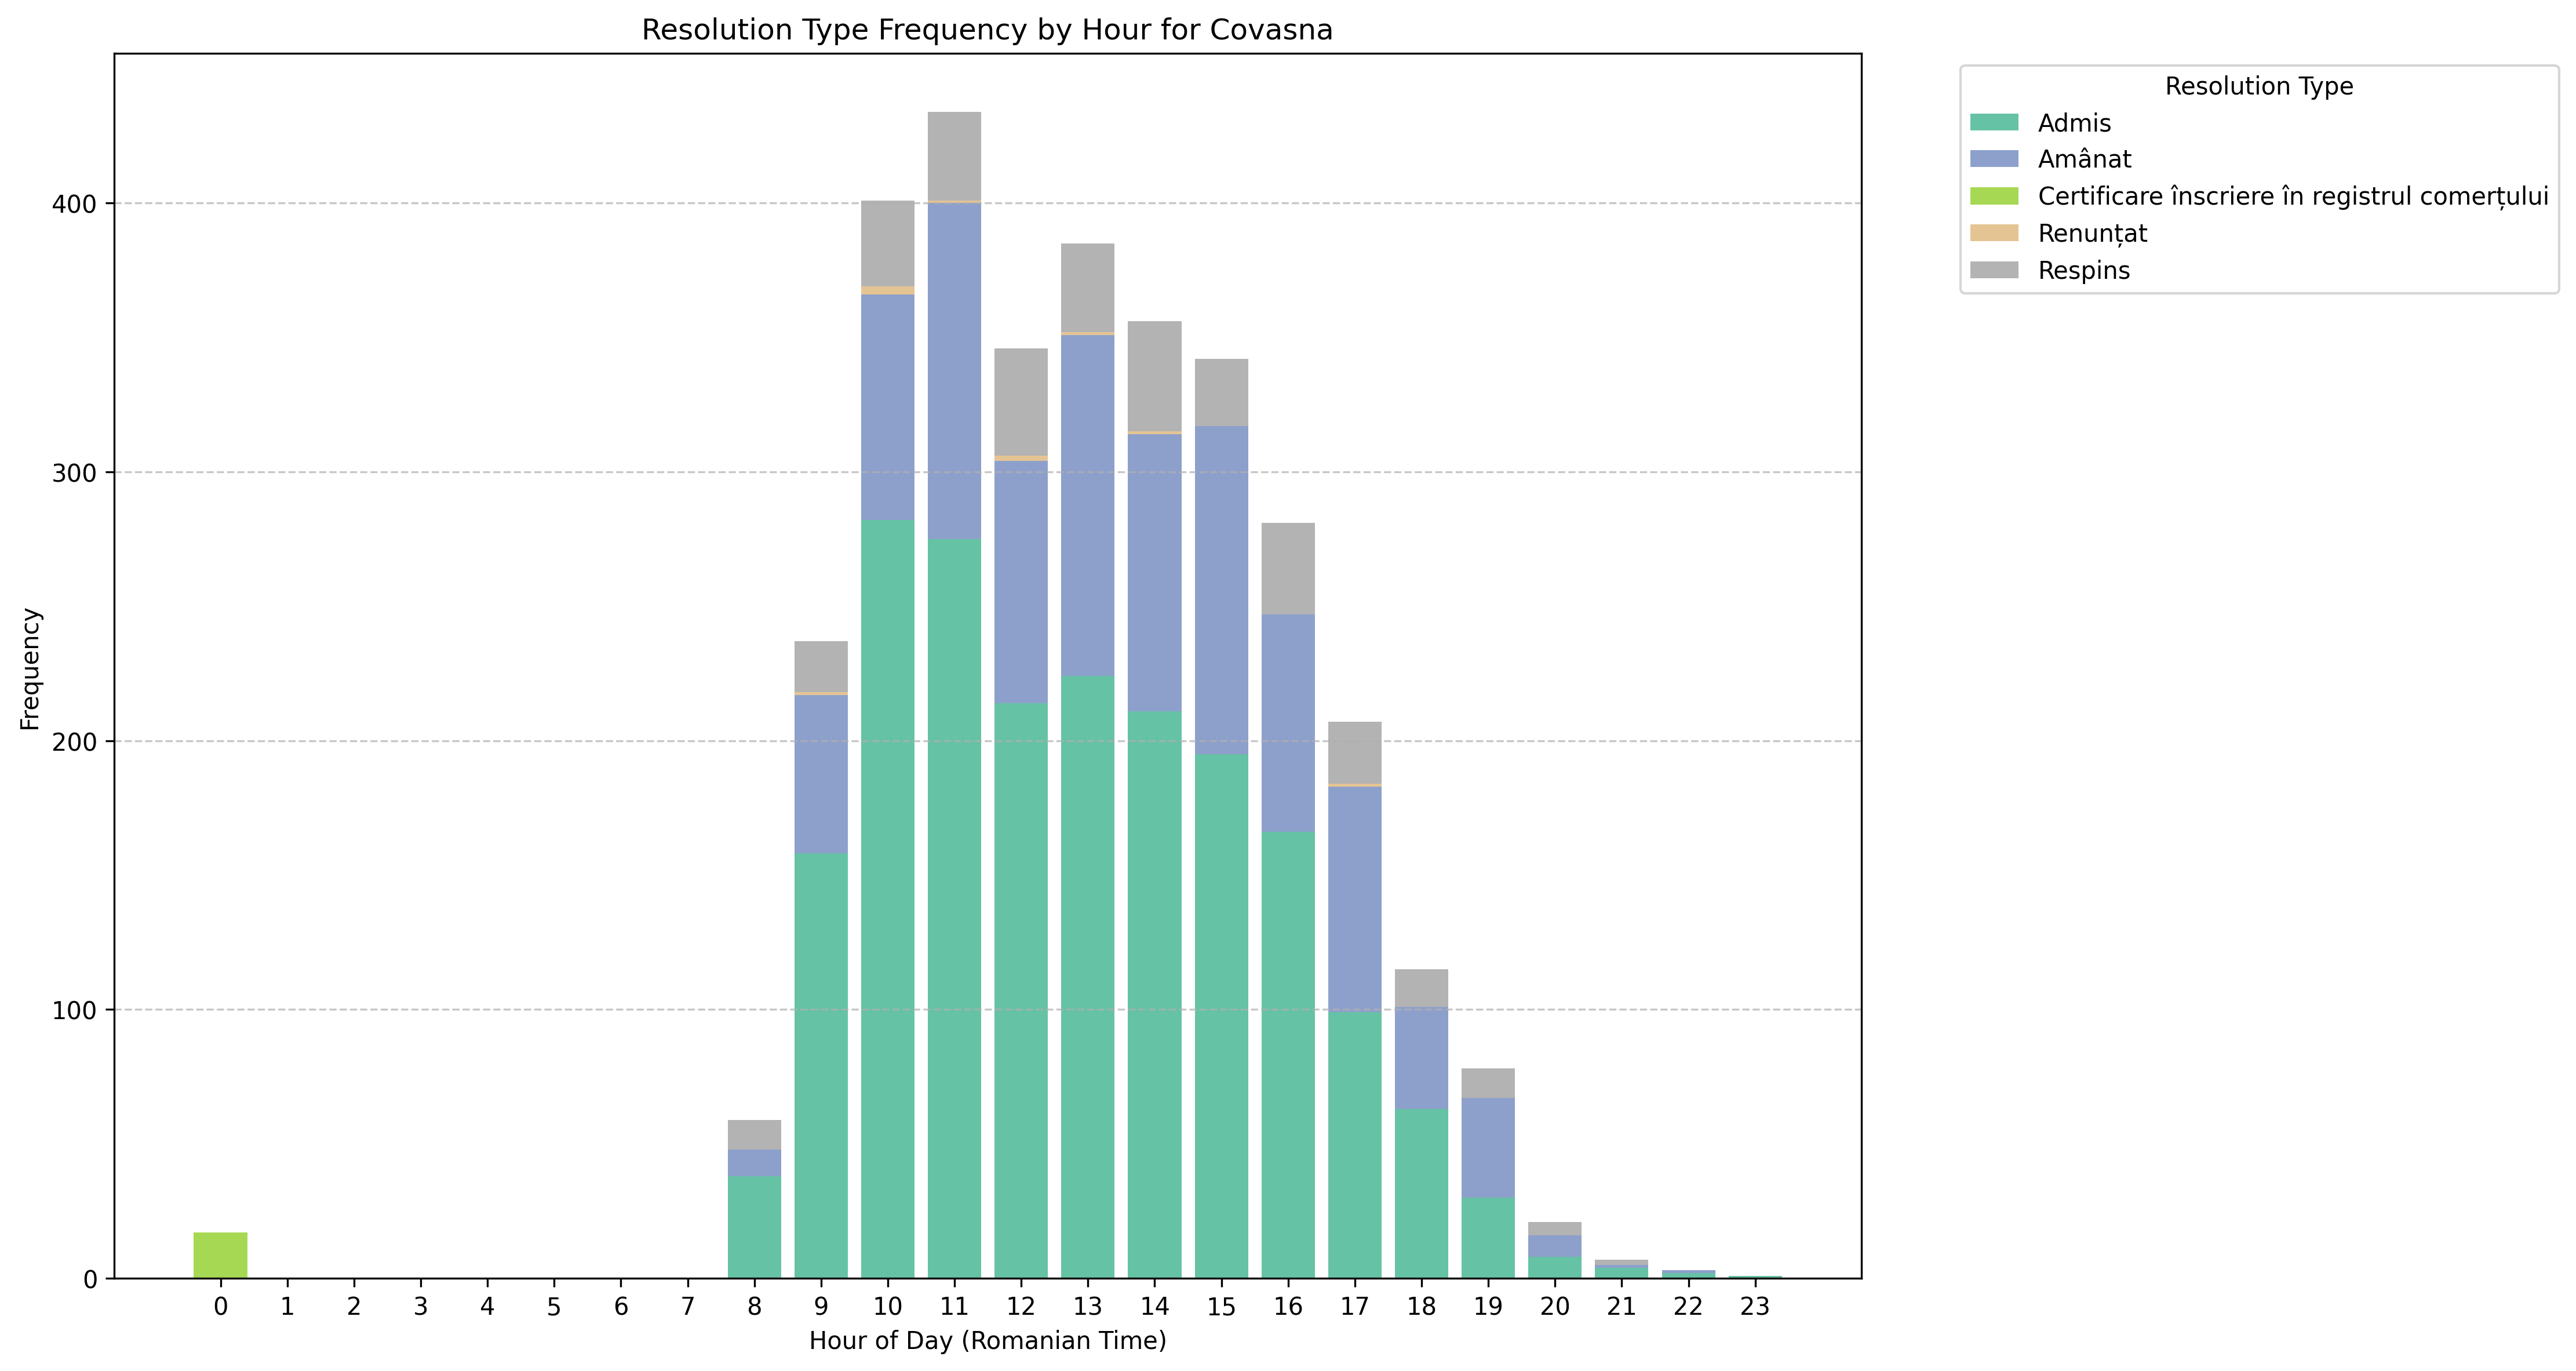 Resolution Type Frequency by Hour for Covasna
Resolution Type
Admis
Amânat
Certificare înscriere în registrul comerțului
Renunțat
Respins
Frequency
400
300
200
100
0
0 1 2 3 4 5 6 7 8 9 10 11 12 13 14 15 16 17 18 19 20 21 22 23
Hour of Day (Romanian Time)